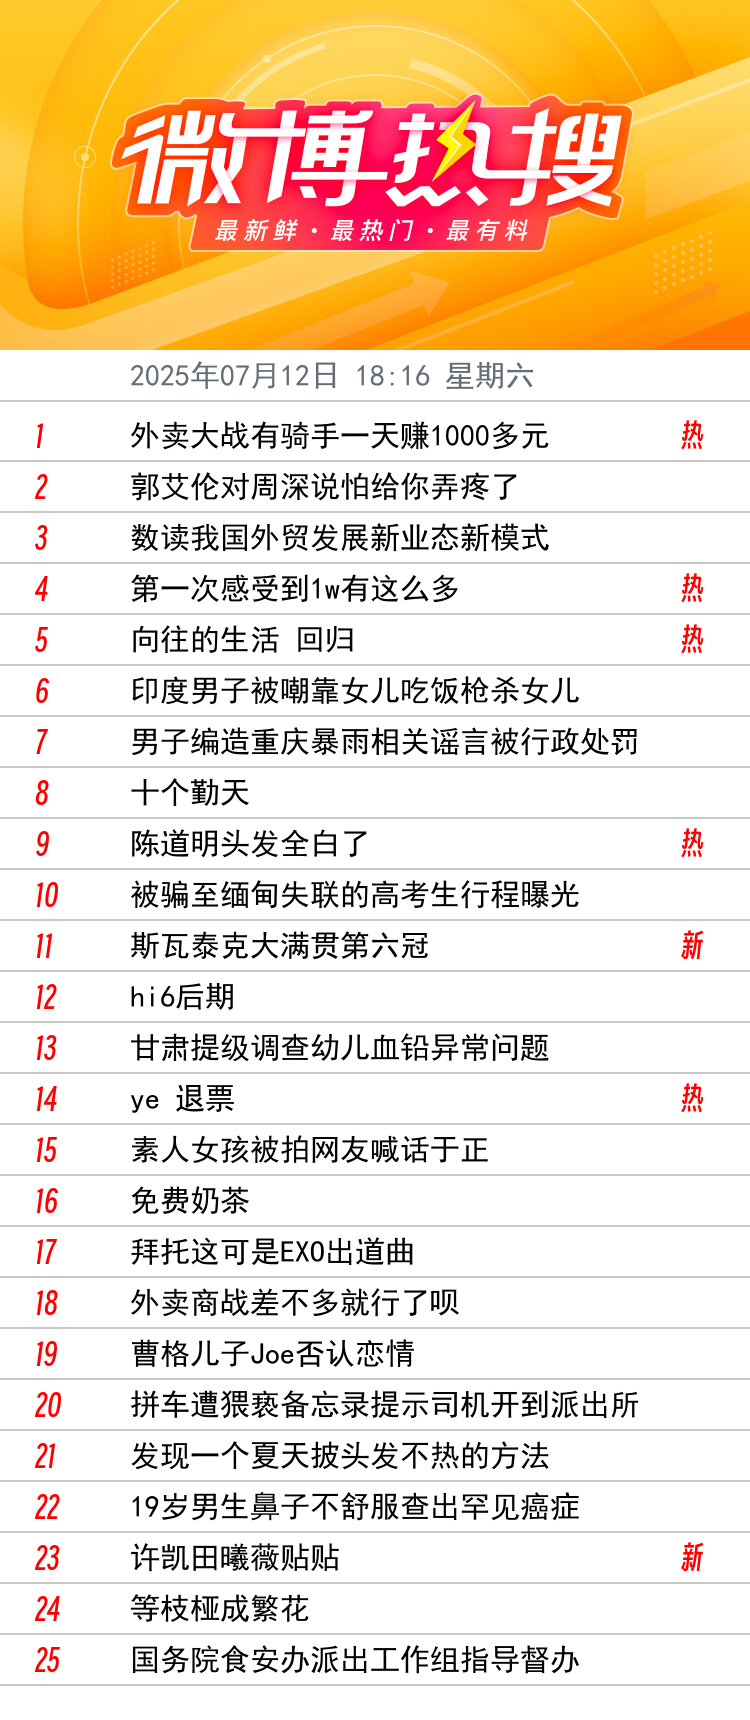 微博热搜
最新鲜·最热门·最有料
2025年07月12日 18:16 星期六
1 外卖大战有骑手一天赚1000多元 热
2 郭艾伦对周深说怕给你弄疼了
3 数读我国外贸发展新业态新模式
4 第一次感受到1w有这么多 热
5 向往的生活 回归 热
6 印度男子被嘲靠女儿吃饭枪杀女儿
7 男子编造重庆暴雨相关谣言被行政处罚
8 十个勤天
9 陈道明头发全白了 热
10 被骗至缅甸失联的高考生行程曝光
11 斯瓦泰克大满贯第六冠 新
12 hi6后期
13 甘肃提级调查幼儿血铅异常问题
14 ye 退票 热
15 素人女孩被拍网友喊话于正
16 免费奶茶
17 拜托这可是EXO出道曲
18 外卖商战差不多就行了呗
19 曹格儿子Joe否认恋情
20 拼车遭猥亵备忘录提示司机开到派出所
21 发现一个夏天披头发不热的方法
22 19岁男生鼻子不舒服查出罕见癌症
23 许凯田曦薇贴贴 新
24 等枝桠成繁花
25 国务院食安办派出工作组指导督办